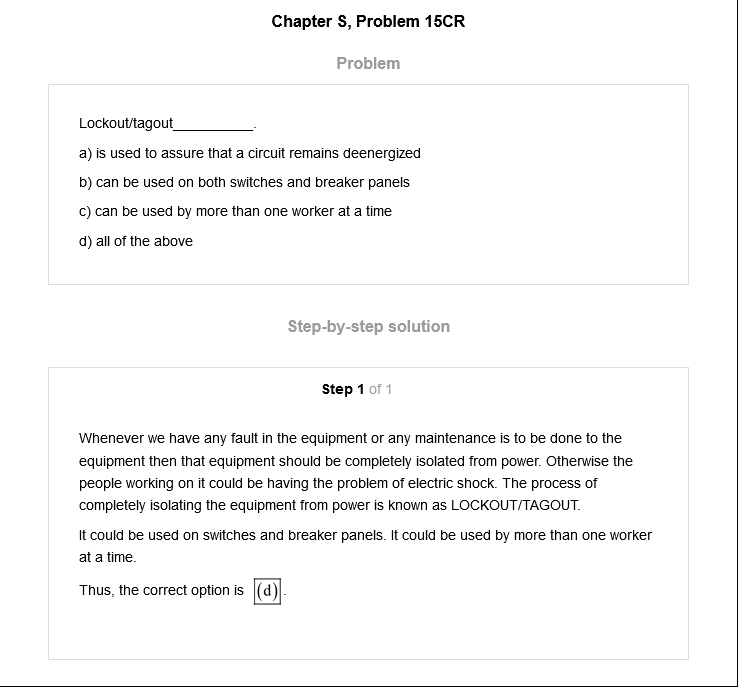 Chapter S, Problem 15CR
Problem
Lockout/tagout___________.
a) is used to assure that a circuit remains deenergized
b) can be used on both switches and breaker panels
c) can be used by more than one worker at a time
d) all of the above
Step-by-step solution
Step 1 of 1
Whenever we have any fault in the equipment or any maintenance is to be done to the
equipment then that equipment should be completely isolated from power. Otherwise the
people working on it could be having the problem of electric shock. The process of
completely isolating the equipment from power is known as LOCKOUT/TAGOUT.
It could be used on switches and breaker panels. It could be used by more than one worker
at a time.
Thus, the correct option is (d).